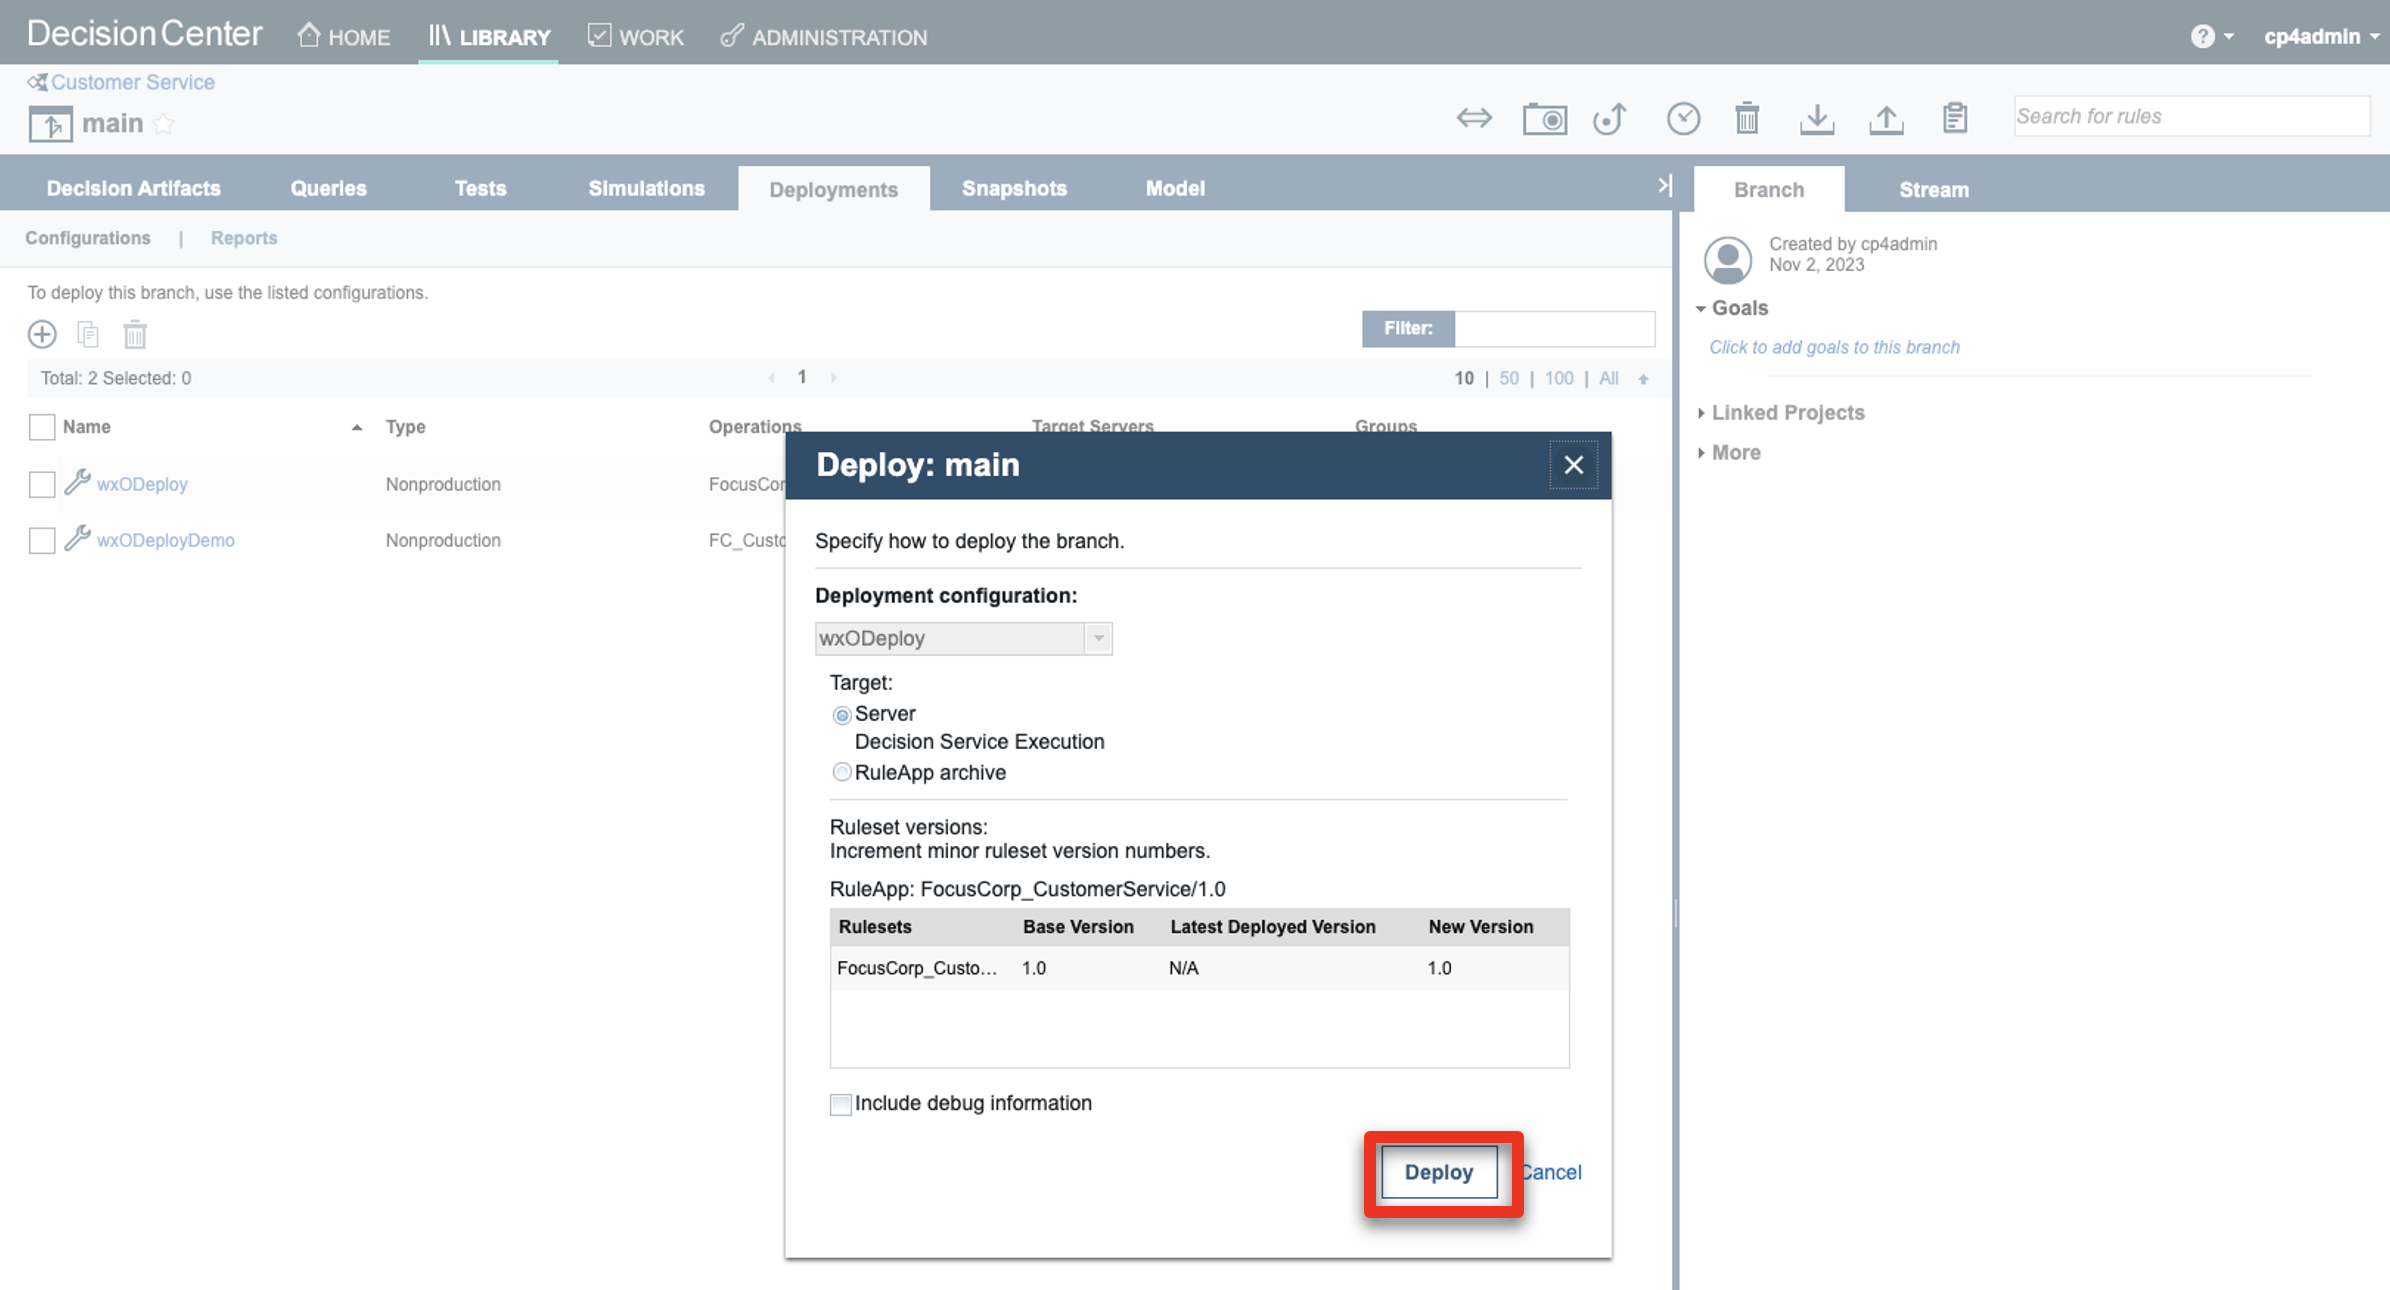 Decision Center HOME LIBRARY WORK ADMINISTRATION ? cp4admin
Customer Service
main
Search for rules
Decision Artifacts Queries Tests Simulations Deployments Snapshots Model
Branch Stream
Configurations | Reports
Created by cp4admin
Nov 2, 2023
To deploy this branch, use the listed configurations.
Goals
Filter:
Click to add goals to this branch
Total: 2 Selected: 0 1 10 | 50 | 100 | All
Linked Projects
Name Type Operations Target Servers Groups
More
wxODeploy Nonproduction FocusCor
wxODeployDemo Nonproduction FC_Custo
Deploy: main
Specify how to deploy the branch.
Deployment configuration:
wxODeploy
Target:
Server
Decision Service Execution
RuleApp archive
Ruleset versions:
Increment minor ruleset version numbers.
RuleApp: FocusCorp_CustomerService/1.0
Rulesets Base Version Latest Deployed Version New Version
FocusCorp_Custo... 1.0 N/A 1.0
Include debug information
Deploy Cancel